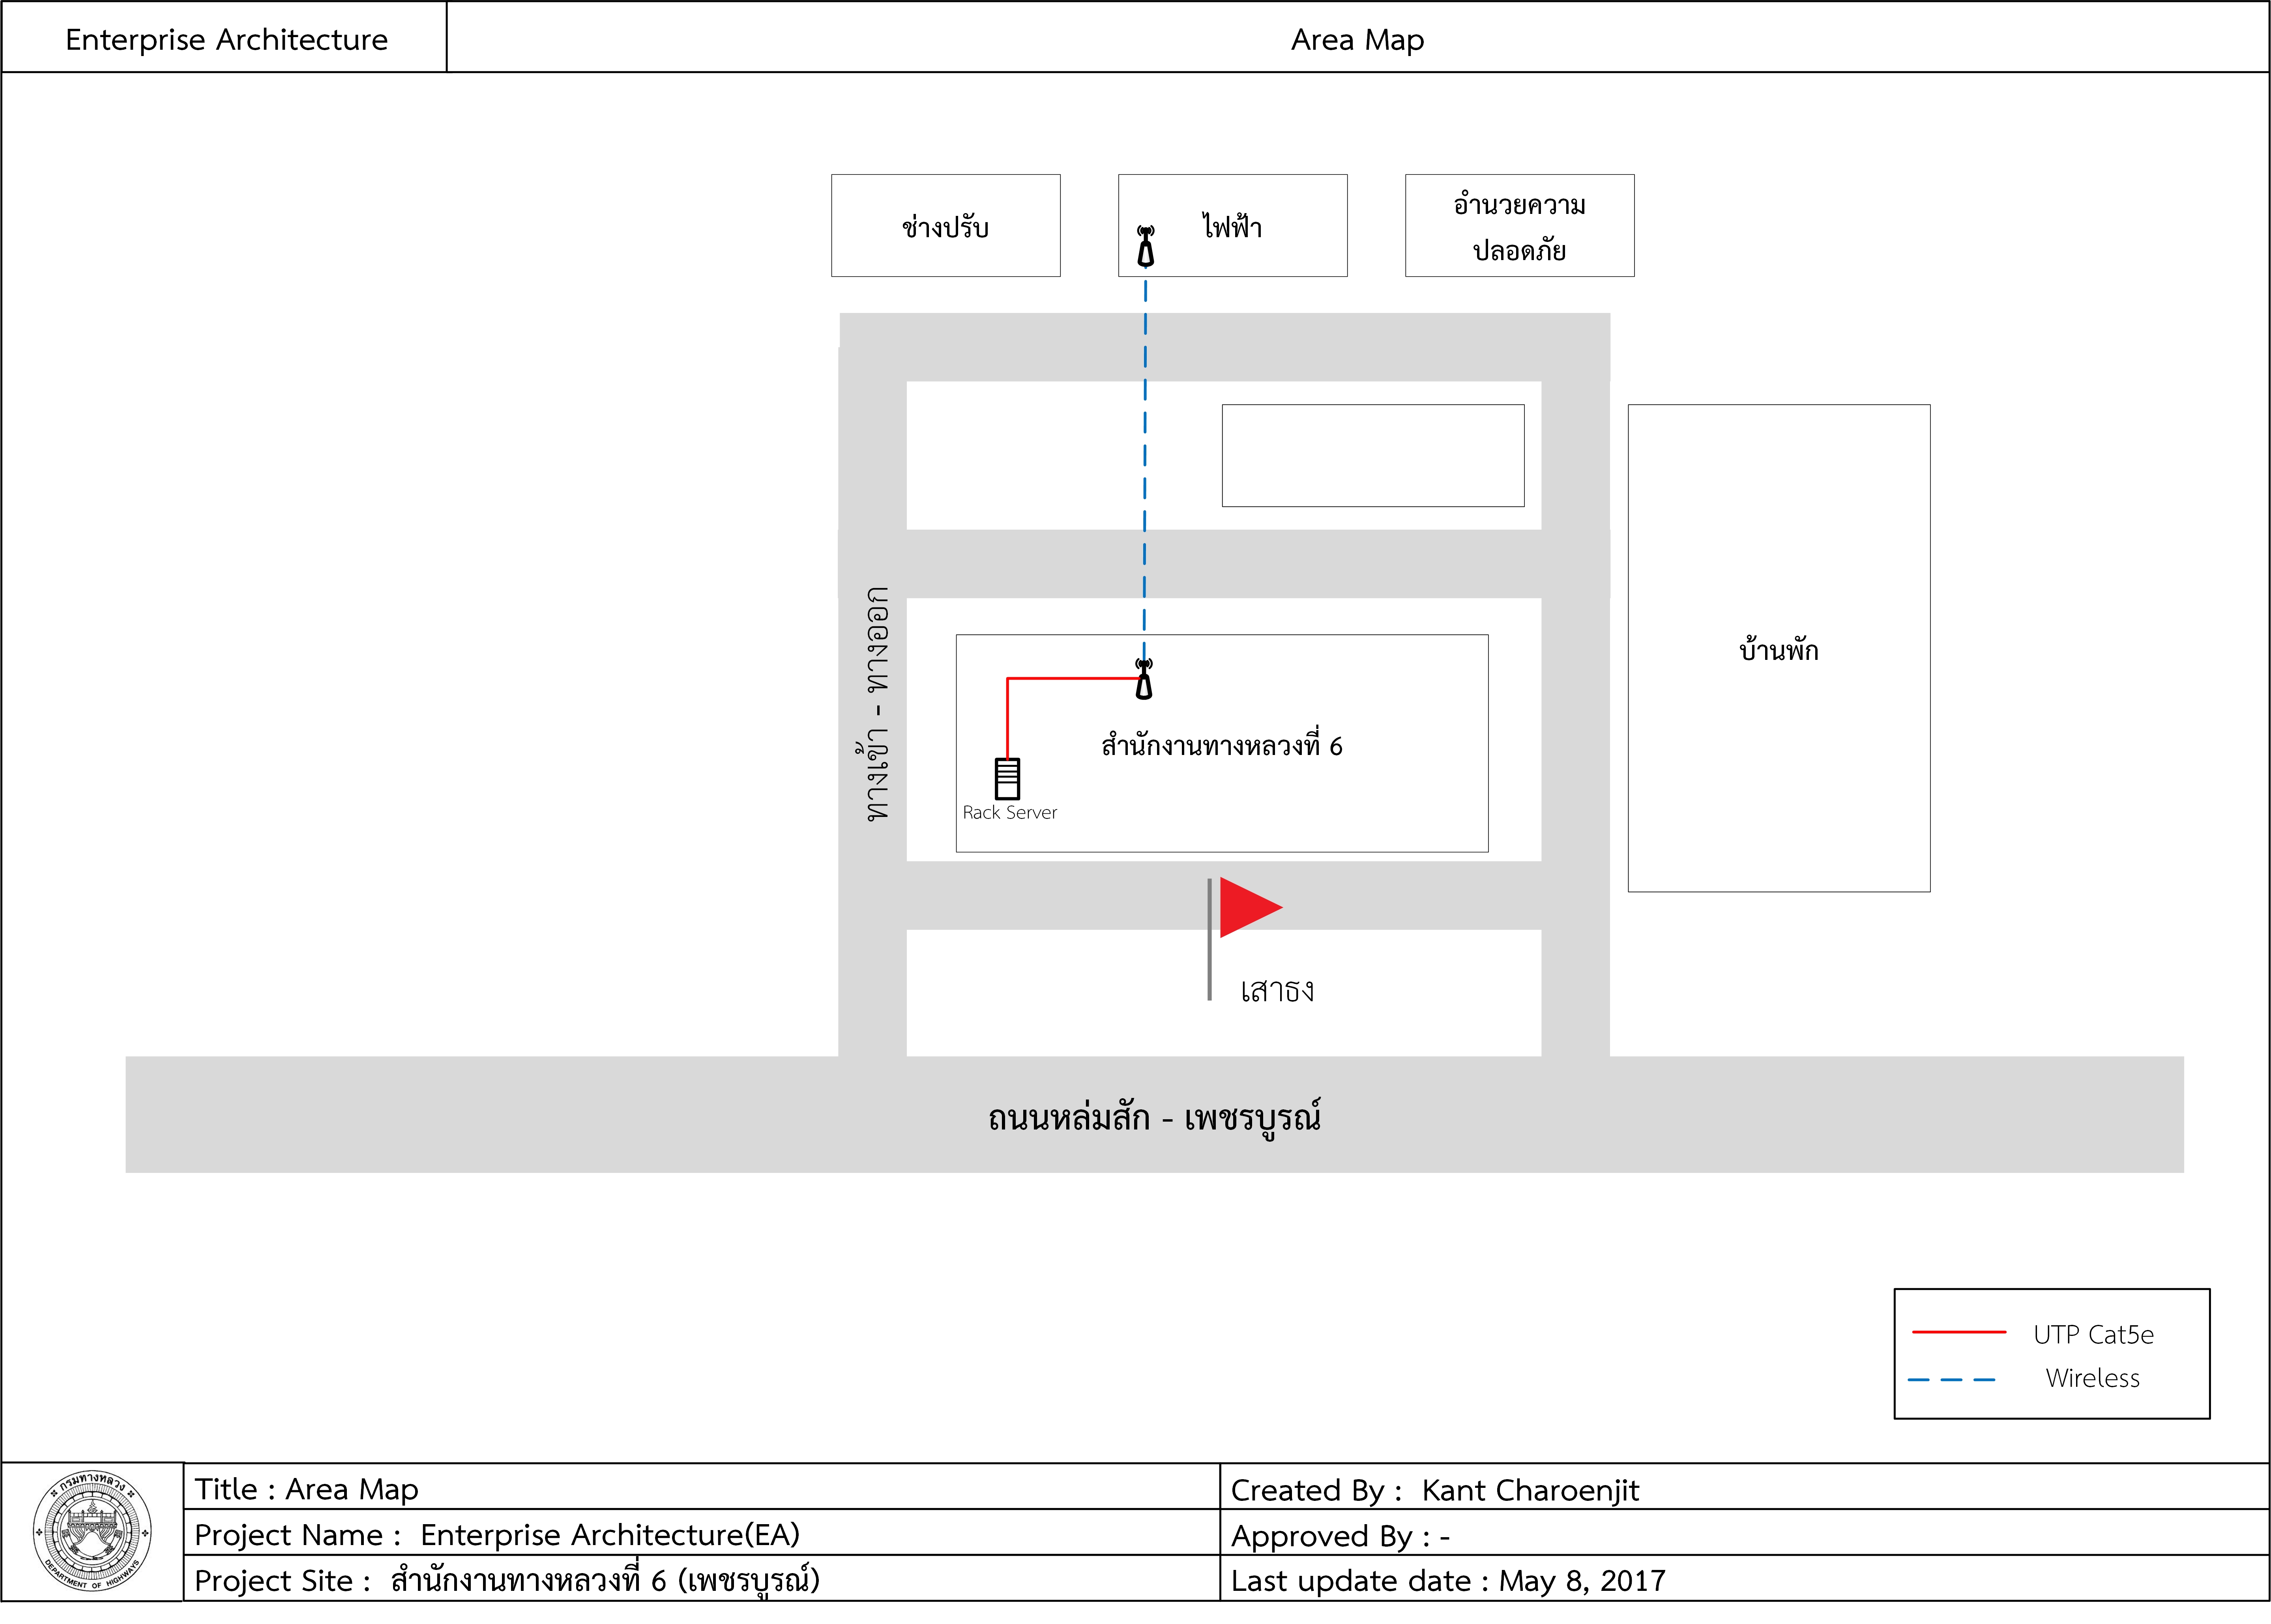 Enterprise Architecture
Area Map
ช่างปรับ
ไฟฟ้า
อำนวยความ
ปลอดภัย
บ้านพัก
ทางเข้า - ทางออก
สำนักงานทางหลวงที่ 6
Rack Server
เสาธง
ถนนหล่มสัก - เพชรบูรณ์
UTP Cat5e
Wireless
กรมทางหลวง
DEPARTMENT OF HIGHWAYS
Title : Area Map
Created By : Kant Charoenjit
Project Name : Enterprise Architecture(EA)
Approved By : -
Project Site : สำนักงานทางหลวงที่ 6 (เพชรบูรณ์)
Last update date : May 8, 2017